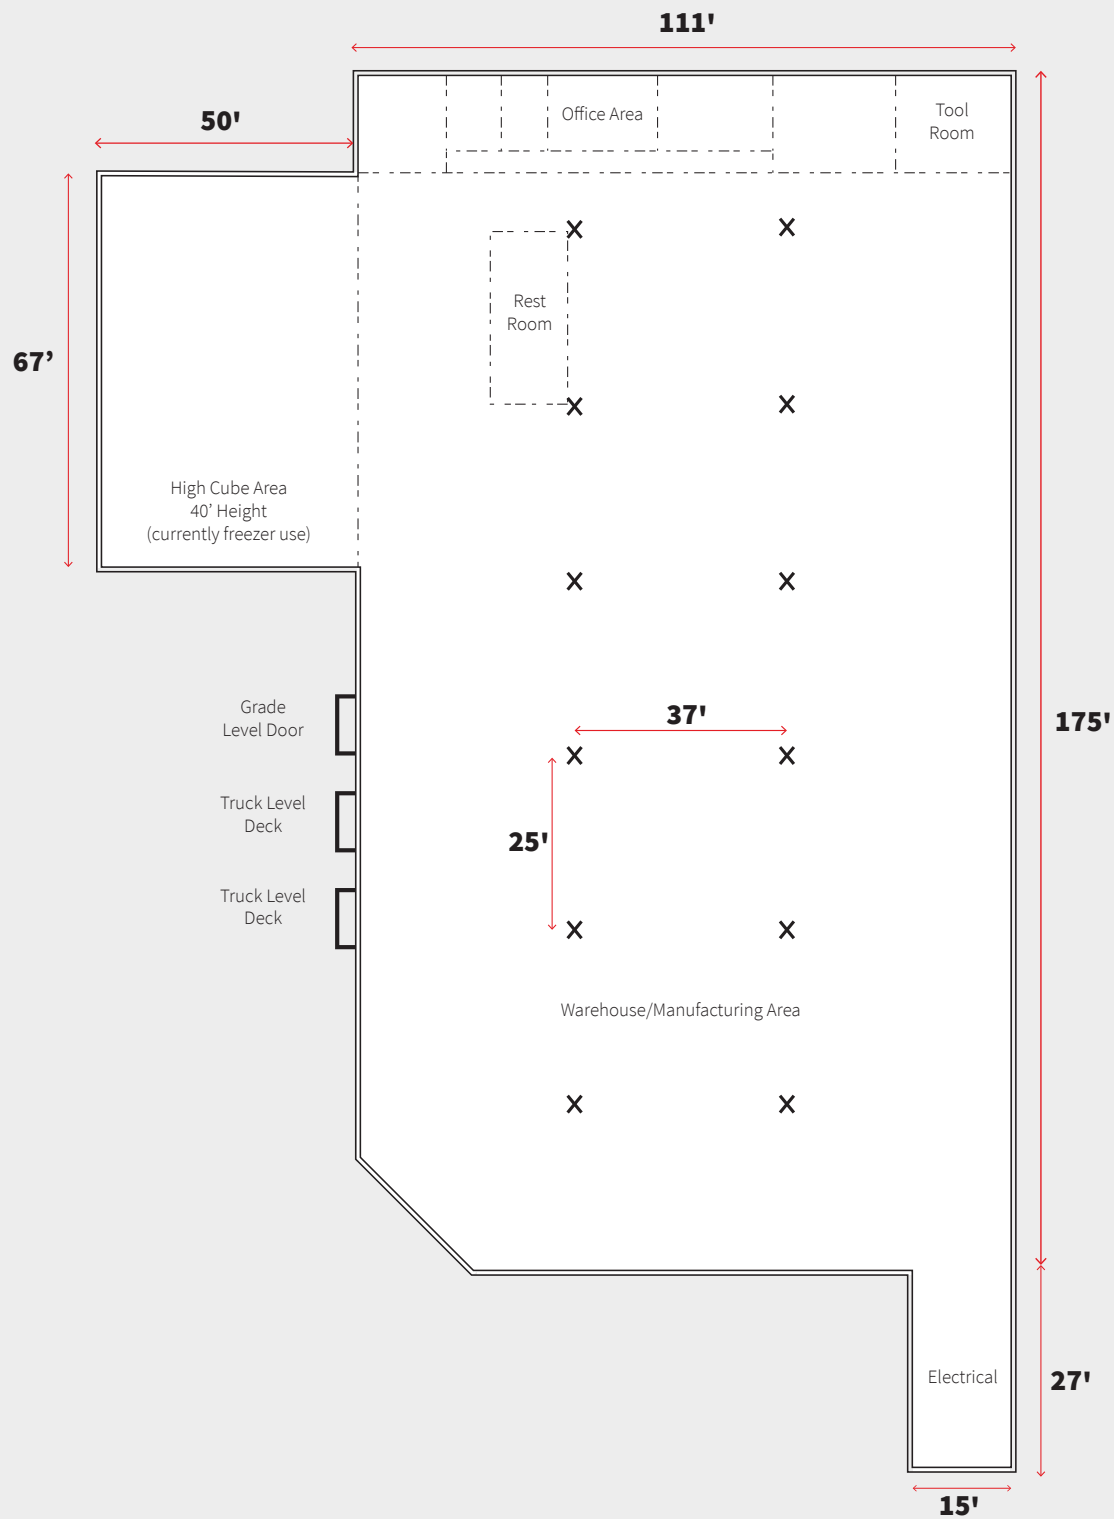 111'
50'
Office Area
Tool
Room
67’
Rest
Room
High Cube Area
40’ Height
(currently freezer use)
Grade
Level Door
37'
175'
Truck Level
Deck
25'
Truck Level
Deck
Warehouse/Manufacturing Area
Electrical
27'
15'